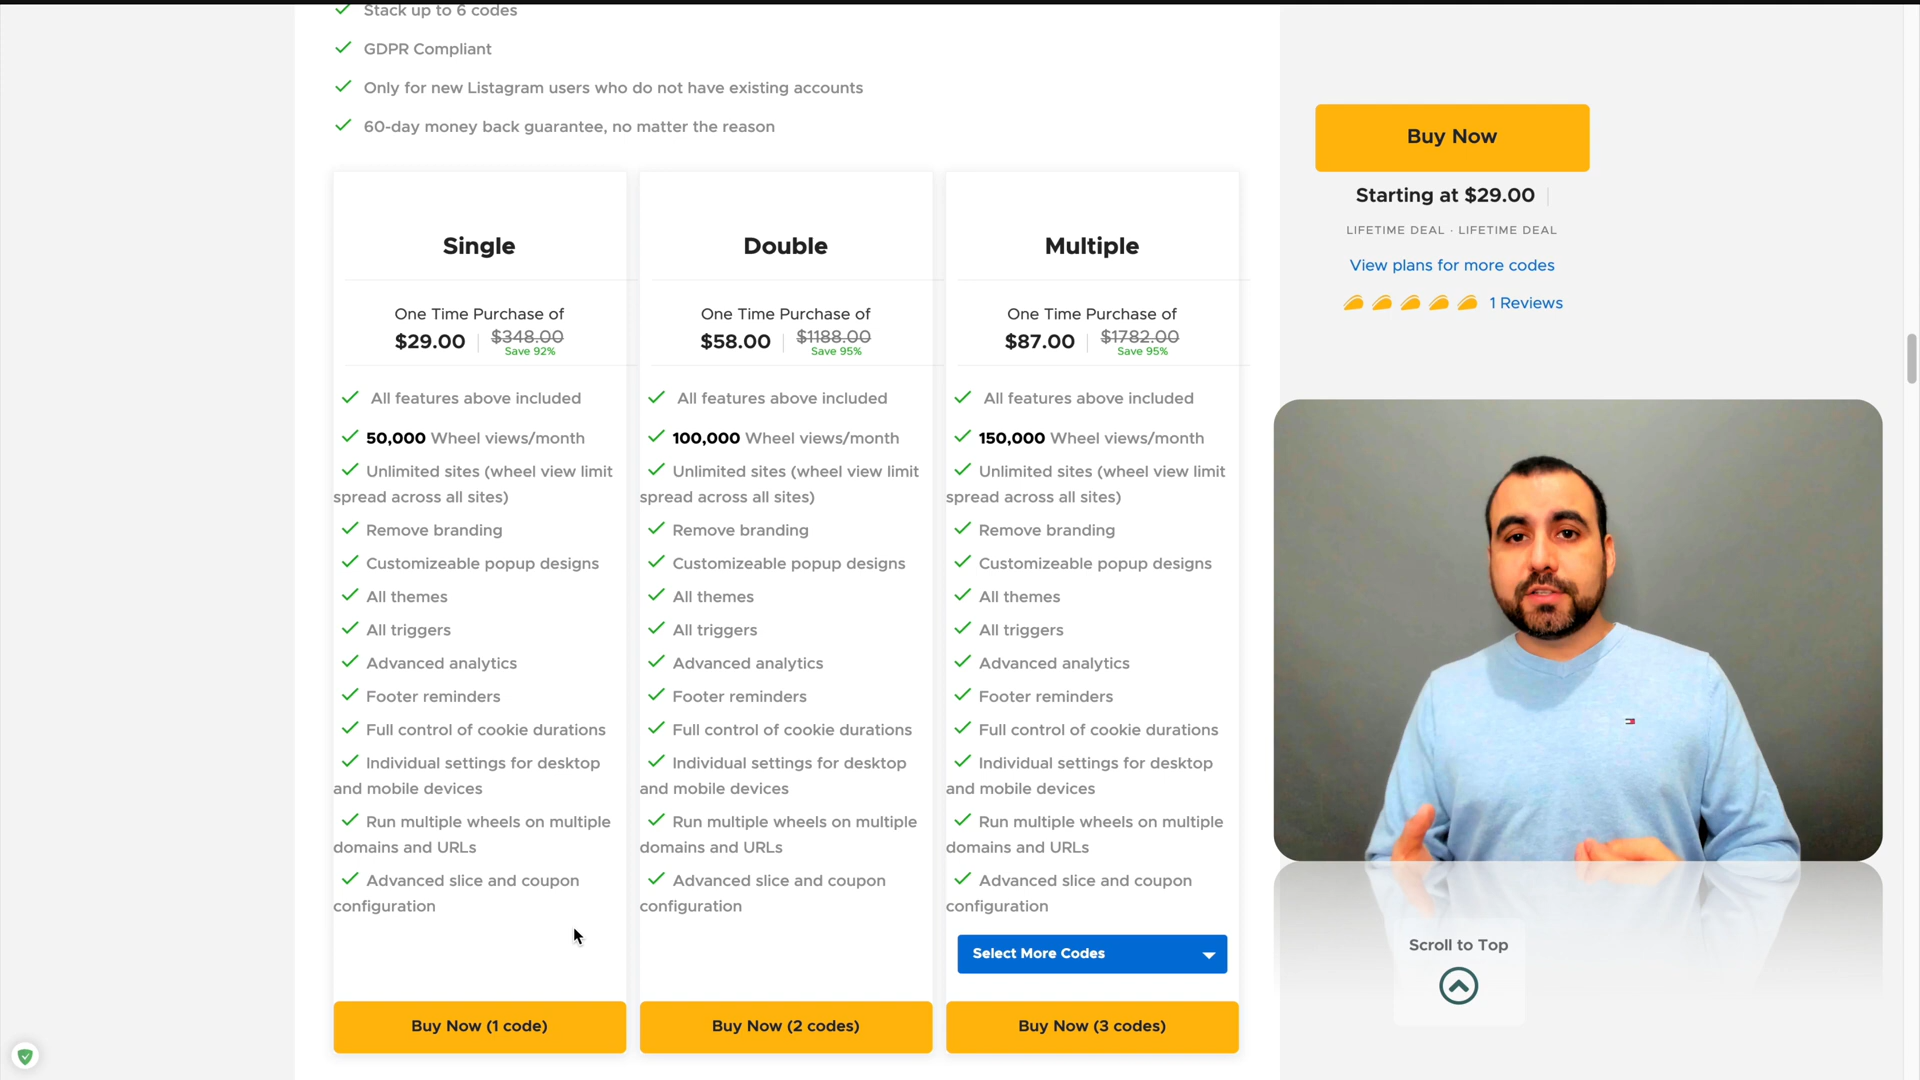 Stack up to 6 codes
GDPR Compliant
Only for new Listagram users who do not have existing accounts
60-day money back guarantee, no matter the reason
Single
One Time Purchase of
$29.00
$348.00
Save 92%
All features above included
50,000 Wheel views/month
Unlimited sites (wheel view limit
spread across all sites)
Remove branding
Customizeable popup designs
All themes
All triggers
Advanced analytics
Footer reminders
Full control of cookie durations
Individual settings for desktop
and mobile devices
Run multiple wheels on multiple
domains and URLs
Advanced slice and coupon
configuration
Buy Now (1 code)
Double
One Time Purchase of
$58.00
$1188.00
Save 95%
All features above included
100,000 Wheel views/month
Unlimited sites (wheel view limit
spread across all sites)
Remove branding
Customizeable popup designs
All themes
All triggers
Advanced analytics
Footer reminders
Full control of cookie durations
Individual settings for desktop
and mobile devices
Run multiple wheels on multiple
domains and URLs
Advanced slice and coupon
configuration
Buy Now (2 codes)
Multiple
One Time Purchase of
$87.00
$1782.00
Save 95%
All features above included
150,000 Wheel views/month
Unlimited sites (wheel view limit
spread across all sites)
Remove branding
Customizeable popup designs
All themes
All triggers
Advanced analytics
Footer reminders
Full control of cookie durations
Individual settings for desktop
and mobile devices
Run multiple wheels on multiple
domains and URLs
Advanced slice and coupon
configuration
Select More Codes
Buy Now (3 codes)
Buy Now
Starting at $29.00
LIFETIME DEAL · LIFETIME DEAL
View plans for more codes
1 Reviews
Scroll to Top